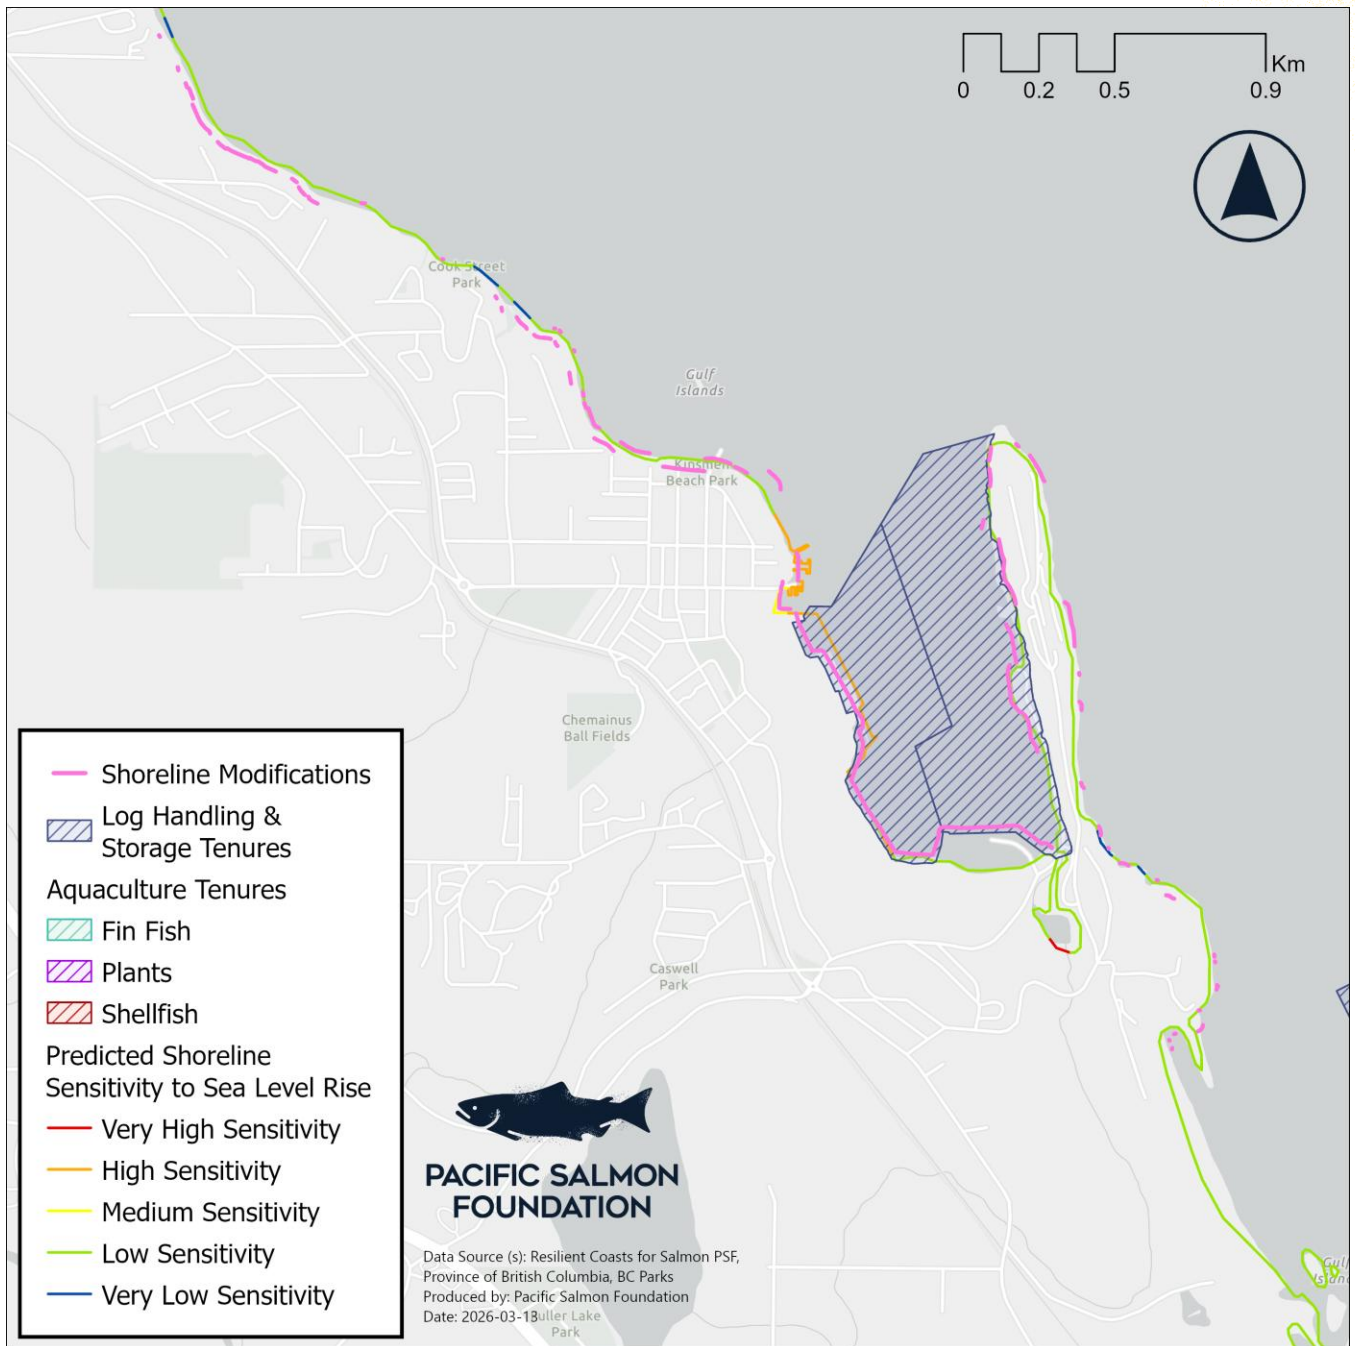 Km
0 0.2 0.5 0.9
Cook Street
Park
Gulf
Islands
Kinsmen
Beach Park
Chemainus
Ball Fields
Caswell
Park
Shoreline Modifications
Log Handling &
Storage Tenures
Aquaculture Tenures
Fin Fish
Plants
Shellfish
Predicted Shoreline
Sensitivity to Sea Level Rise
Very High Sensitivity
High Sensitivity
Medium Sensitivity
Low Sensitivity
Very Low Sensitivity
PACIFIC SALMON
FOUNDATION
Data Source (s): Resilient Coasts for Salmon PSF,
Province of British Columbia, BC Parks
Produced by: Pacific Salmon Foundation
Date: 2026-03-13
Lake
Park